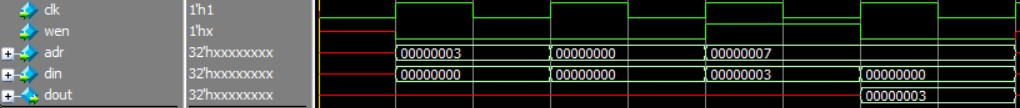 clk 1'h1
wen 1'hx
adr 32'hxxxxxxxx 00000003 00000000 00000007
din 32'hxxxxxxxx 00000000 00000000 00000003 00000000
dout 32'hxxxxxxxx 00000003